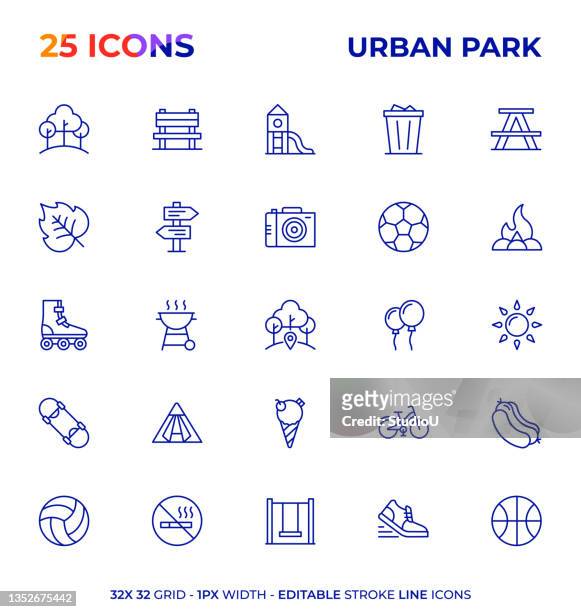 25 ICONS URBAN PARK
gettyimages®
Credit: StudioU
32X 32 GRID - 1PX WIDTH - EDITABLE STROKE LINE ICONS
1352675442